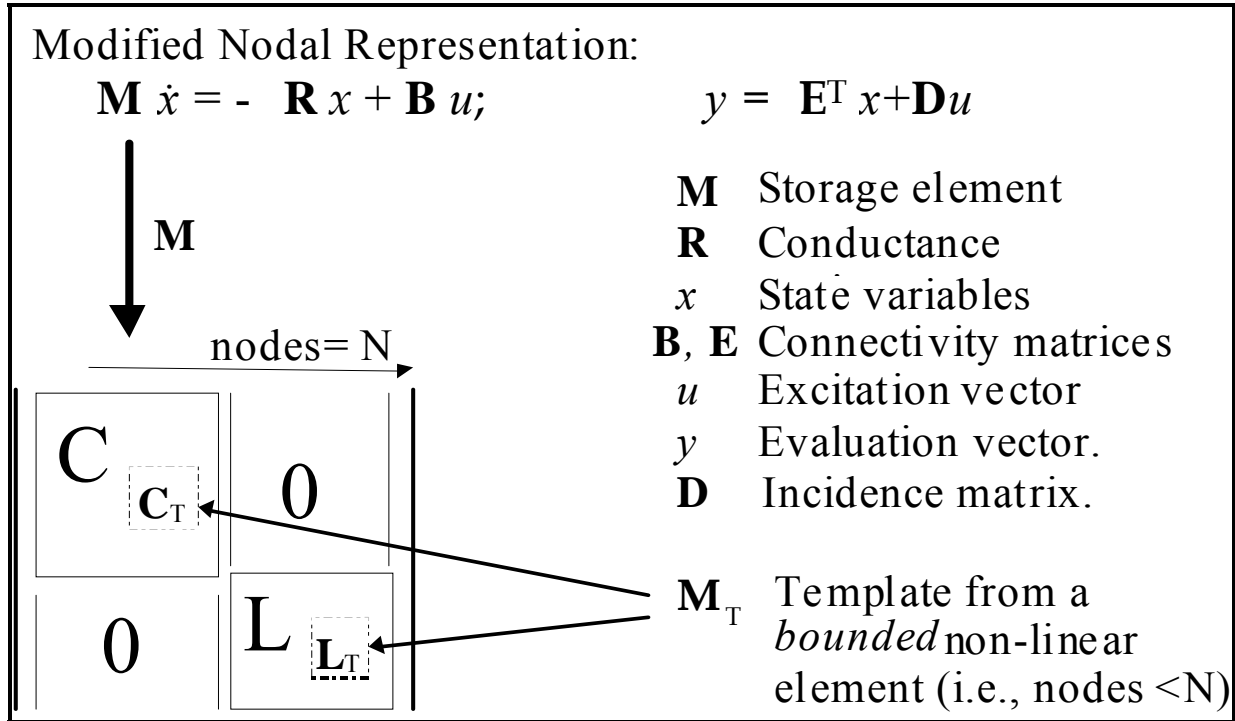 Modified Nodal Representation:
M ẋ = - R x + B u; y = Eᵀ x+Du
M
nodes= N
C
C_T
0
0
L
L_T
M Storage element
R Conductance
x State variables
B, E Connectivity matrices
u Excitation vector
y Evaluation vector.
D Incidence matrix.
M_T Template from a
bounded non-linear
element (i.e., nodes <N)